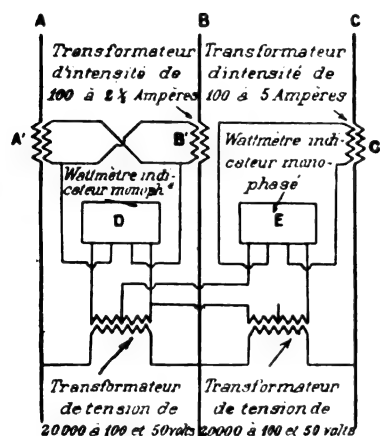 A B C
Transformateur
d'intensité de
100 à 2½ Ampères
Transformateur
d'intensité de
100 à 5 Ampères
A' B' C
Wattmètre indi-
cateur monoph.é
D
Wattmètre indi-
cateur mono-
phasé
E
Transformateur
de tension de
20000 à 100 et 50 volts
Transformateur
de tension de
20000 à 100 et 50 volts